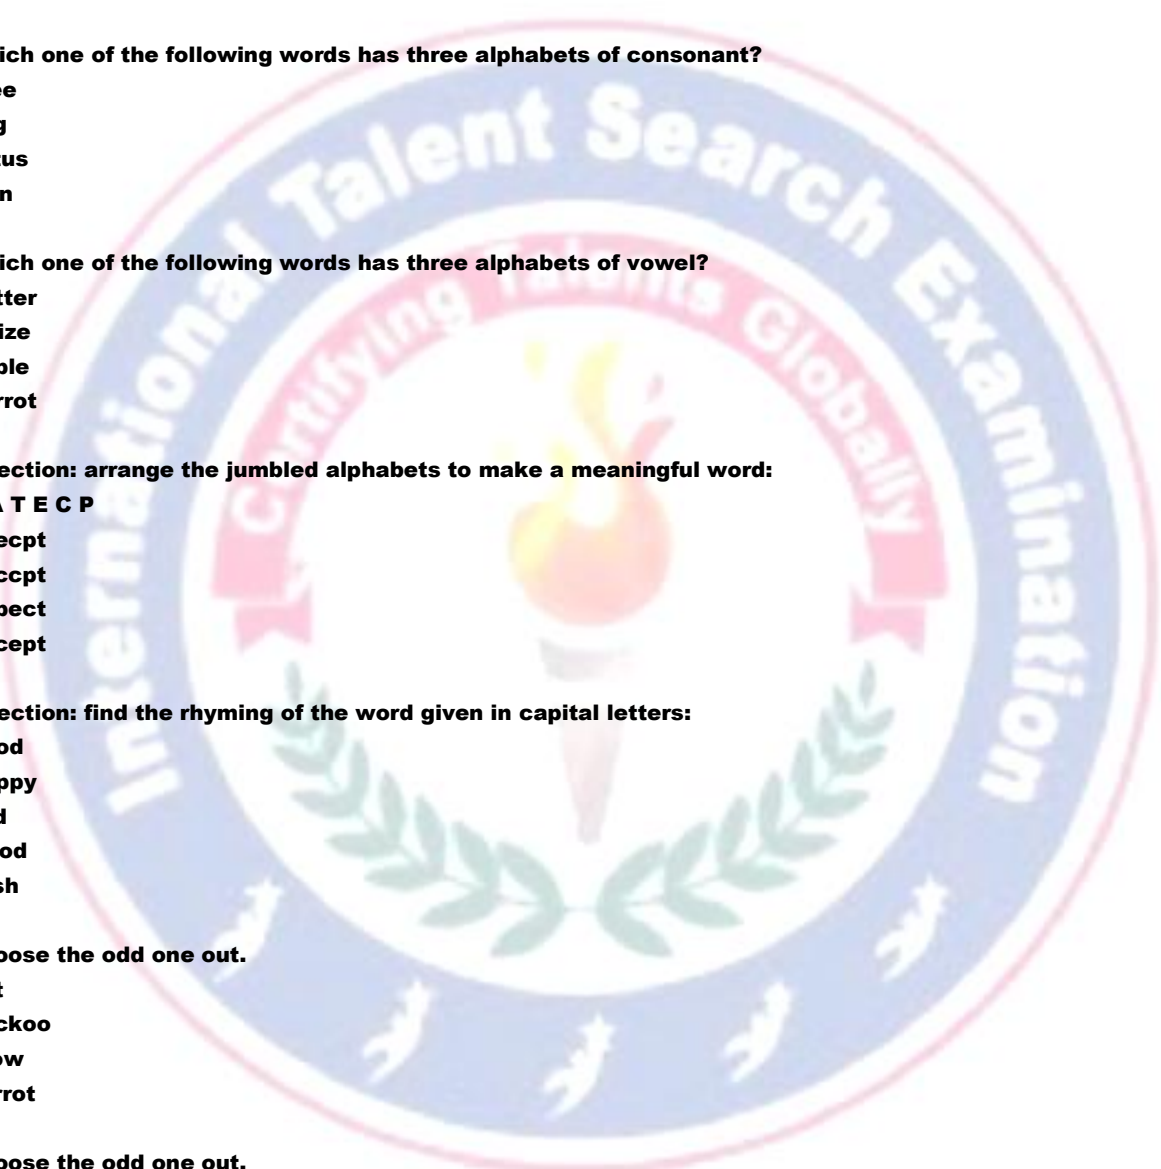 ich one of the following words has three alphabets of consonant?
ee
g
tus
n
ich one of the following words has three alphabets of vowel?
tter
ize
ple
rrot
ection: arrange the jumbled alphabets to make a meaningful word:
A T E C P
ecpt
ccpt
pect
cept
ection: find the rhyming of the word given in capital letters:
od
ppy
d
od
sh
oose the odd one out.
t
ckoo
ow
rrot
oose the odd one out.
International Talent Search Examination
Certifying Talents Globally